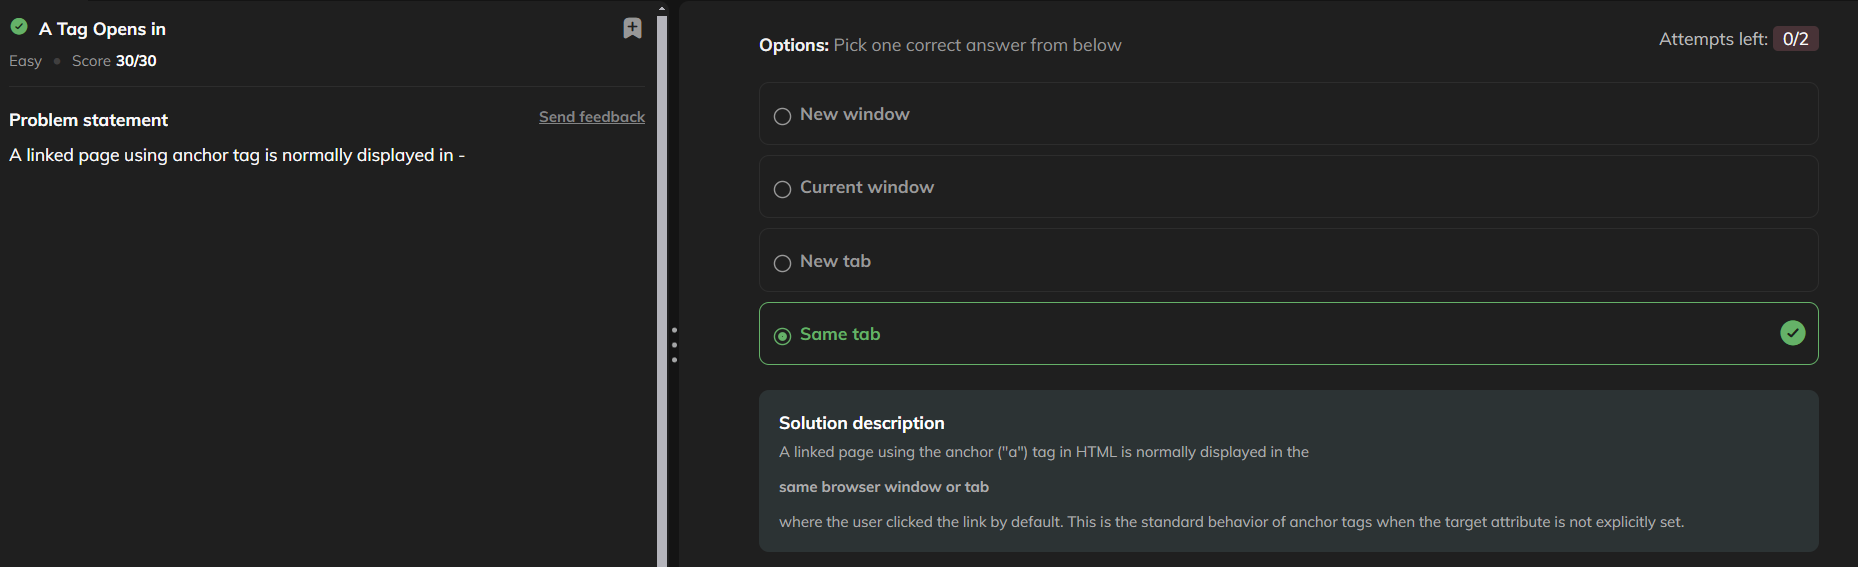 A Tag Opens in
Easy • Score 30/30
Problem statement
Send feedback
A linked page using anchor tag is normally displayed in -
Options: Pick one correct answer from below
Attempts left: 0/2
New window
Current window
New tab
Same tab
Solution description
A linked page using the anchor ("a") tag in HTML is normally displayed in the
same browser window or tab
where the user clicked the link by default. This is the standard behavior of anchor tags when the target attribute is not explicitly set.